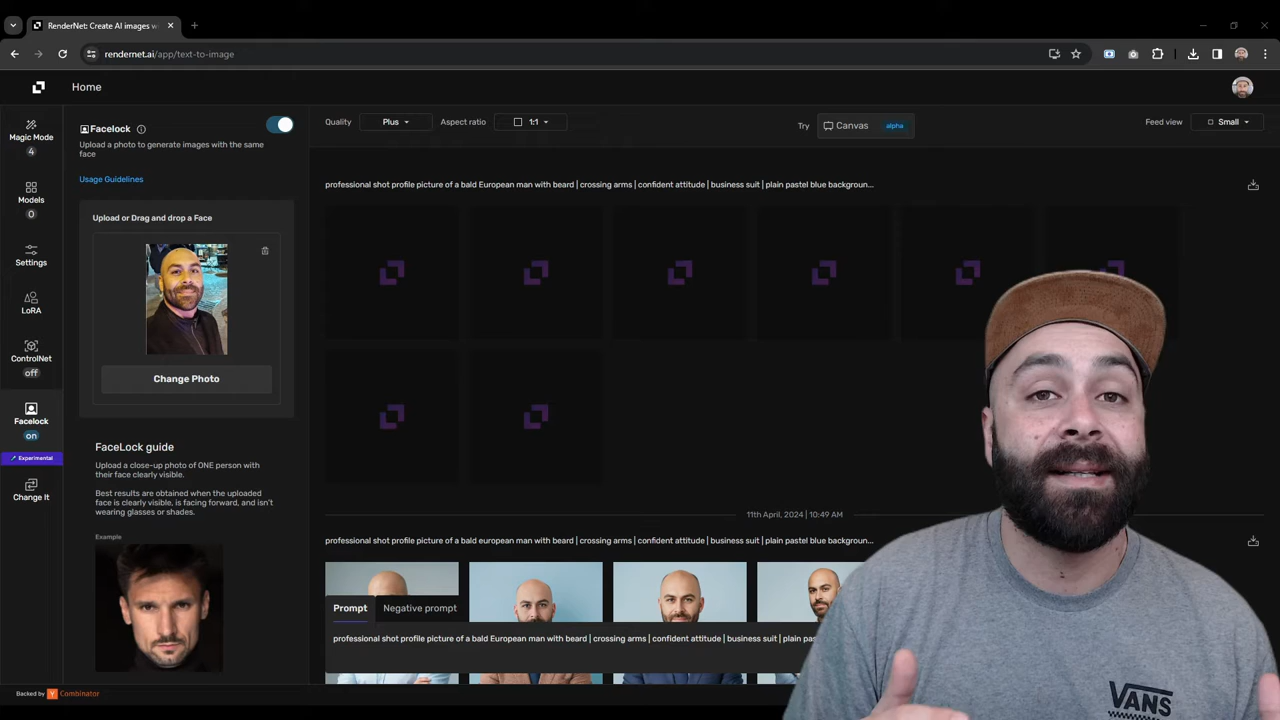 RenderNet: Create AI images w
rendernet.ai/app/text-to-image
Home
Magic Mode
4
Models
0
Settings
LoRA
ControlNet
off
Facelock
on
Experimental
Change It
Facelock
Upload a photo to generate images with the same
face
Usage Guidelines
Upload or Drag and drop a Face
Change Photo
FaceLock guide
Upload a close-up photo of ONE person with
their face clearly visible.
Best results are obtained when the uploaded
face is clearly visible, is facing forward, and isn't
wearing glasses or shades.
Example
Backed by Y Combinator
Quality Plus Aspect ratio 1:1 Try Canvas alpha Feed view Small
professional shot profile picture of a bald European man with beard | crossing arms | confident attitude | business suit | plain pastel blue backgroun...
11th April, 2024 | 10:49 AM
professional shot profile picture of a bald european man with beard | crossing arms | confident attitude | business suit | plain pastel blue backgroun...
Prompt Negative prompt
professional shot profile picture of a bald European man with beard | crossing arms | confident attitude | business suit | plain
VANS